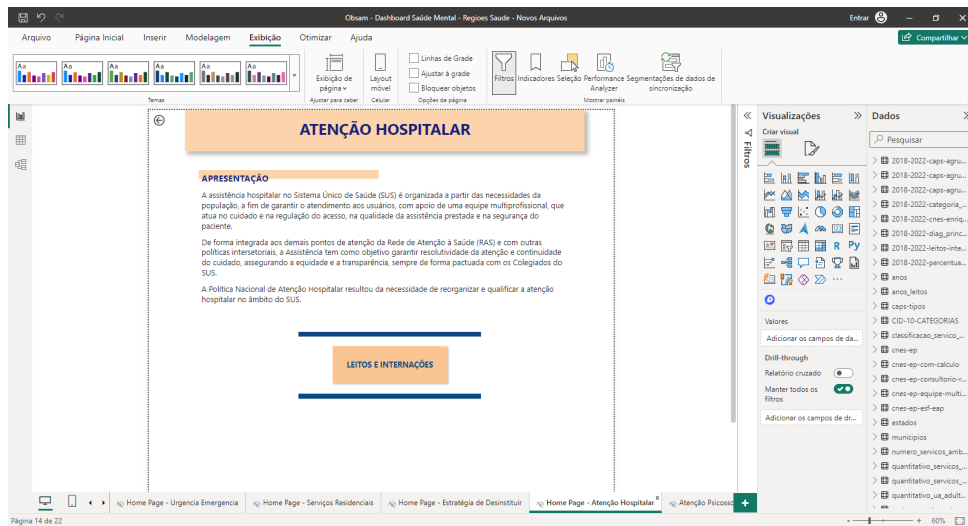 Obsam - Dashboard Saúde Mental - Regioes Saude - Novos Arquivos
Entrar
Arquivo Página Inicial Inserir Modelagem Exibição Otimizar Ajuda
Compartilhar
Aa Aa Aa Aa Aa Aa
Exibição de página
Layout móvel
Linhas de Grade
Ajustar à grade
Bloquear objetos
Filtros Indicadores Seleção Performance Analyzer Segmentações de dados de sincronização
Temas Ajustar para caber Celular Opções de página Mostrar painéis
ATENÇÃO HOSPITALAR
APRESENTAÇÃO
A assistência hospitalar no Sistema Único de Saúde (SUS) é organizada a partir das necessidades da
população, a fim de garantir o atendimento aos usuários, com apoio de uma equipe multiprofissional, que
atua no cuidado e na regulação do acesso, na qualidade da assistência prestada e na segurança do
paciente.
De forma integrada aos demais pontos de atenção da Rede de Atenção à Saúde (RAS) e com outras
políticas intersetoriais, a Assistência tem como objetivo garantir resolutividade da atenção e continuidade
do cuidado, assegurando a equidade e a transparência, sempre de forma pactuada com os Colegiados do
SUS.
A Política Nacional de Atenção Hospitalar resultou da necessidade de reorganizar e qualificar a atenção
hospitalar no âmbito do SUS.
LEITOS E INTERNAÇÕES
Filtros
Visualizações
Criar visual
R Py
Valores
Adicionar os campos de da...
Drill-through
Relatório cruzado
Manter todos os
filtros
Adicionar os campos de dr...
Dados
Pesquisar
2018-2022-caps-agru...
2018-2022-caps-agru...
2018-2022-caps-agru...
2018-2022-categoria_...
2018-2022-cnes-enriq...
2018-2022-diag_princ...
2018-2022-leitos-inte...
2018-2022-percentua...
anos
anos_leitos
caps-tipos
CID-10-CATEGORIAS
classificacao_servico_...
cnes-ep
cnes-ep-com-calculo
cnes-ep-consultorio-r...
cnes-ep-equipe-multi...
cnes-ep-esf-eap
estados
municipios
numero_servicos_amb...
quantitativo_servicos_...
quantitativo_servicos_...
quantitativo_ua_adult...
Home Page - Urgencia Emergencia Home Page - Serviços Residenciais Home Page - Estratégia de Desinstituir Home Page - Atenção Hospitalar Atenção Psicoss
Página 14 de 22
60%